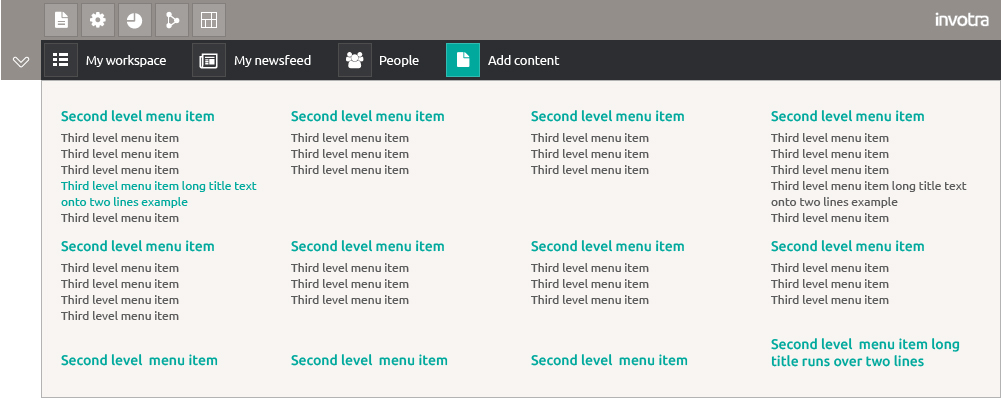 invotra
My workspace My newsfeed People Add content
Second level menu item
Third level menu item
Third level menu item
Third level menu item
Third level menu item long title text
onto two lines example
Third level menu item
Second level menu item
Third level menu item
Third level menu item
Third level menu item
Second level menu item
Third level menu item
Third level menu item
Third level menu item
Second level menu item
Third level menu item
Third level menu item
Third level menu item
Third level menu item long title text
onto two lines example
Third level menu item
Second level menu item
Third level menu item
Third level menu item
Third level menu item
Third level menu item
Second level menu item
Third level menu item
Third level menu item
Third level menu item
Second level menu item
Third level menu item
Third level menu item
Third level menu item
Second level menu item
Third level menu item
Third level menu item
Third level menu item
Second level menu item
Second level menu item
Second level menu item
Second level menu item long
title runs over two lines